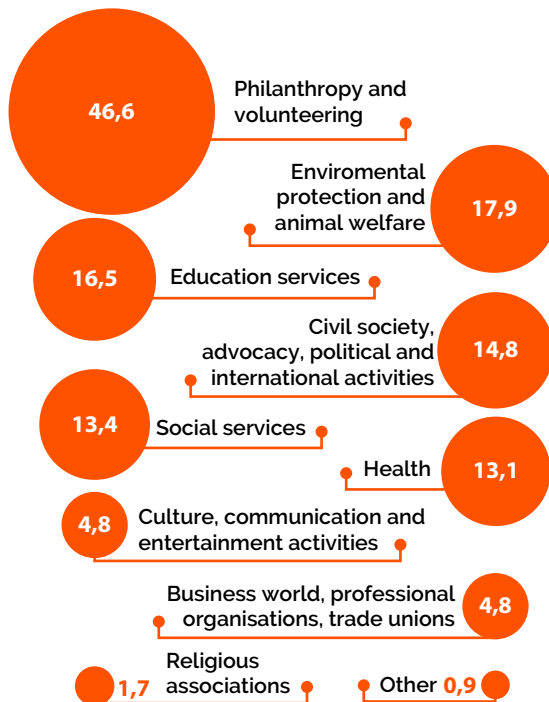 46,6
Philanthropy and
volunteering
Enviromental
protection and
animal welfare
17,9
16,5
Education services
Civil society,
advocacy, political and
international activities
14,8
13,4
Social services
Health
13,1
4,8
Culture, communication and
entertainment activities
Business world, professional
organisations, trade unions
4,8
1,7
Religious
associations
Other 0,9